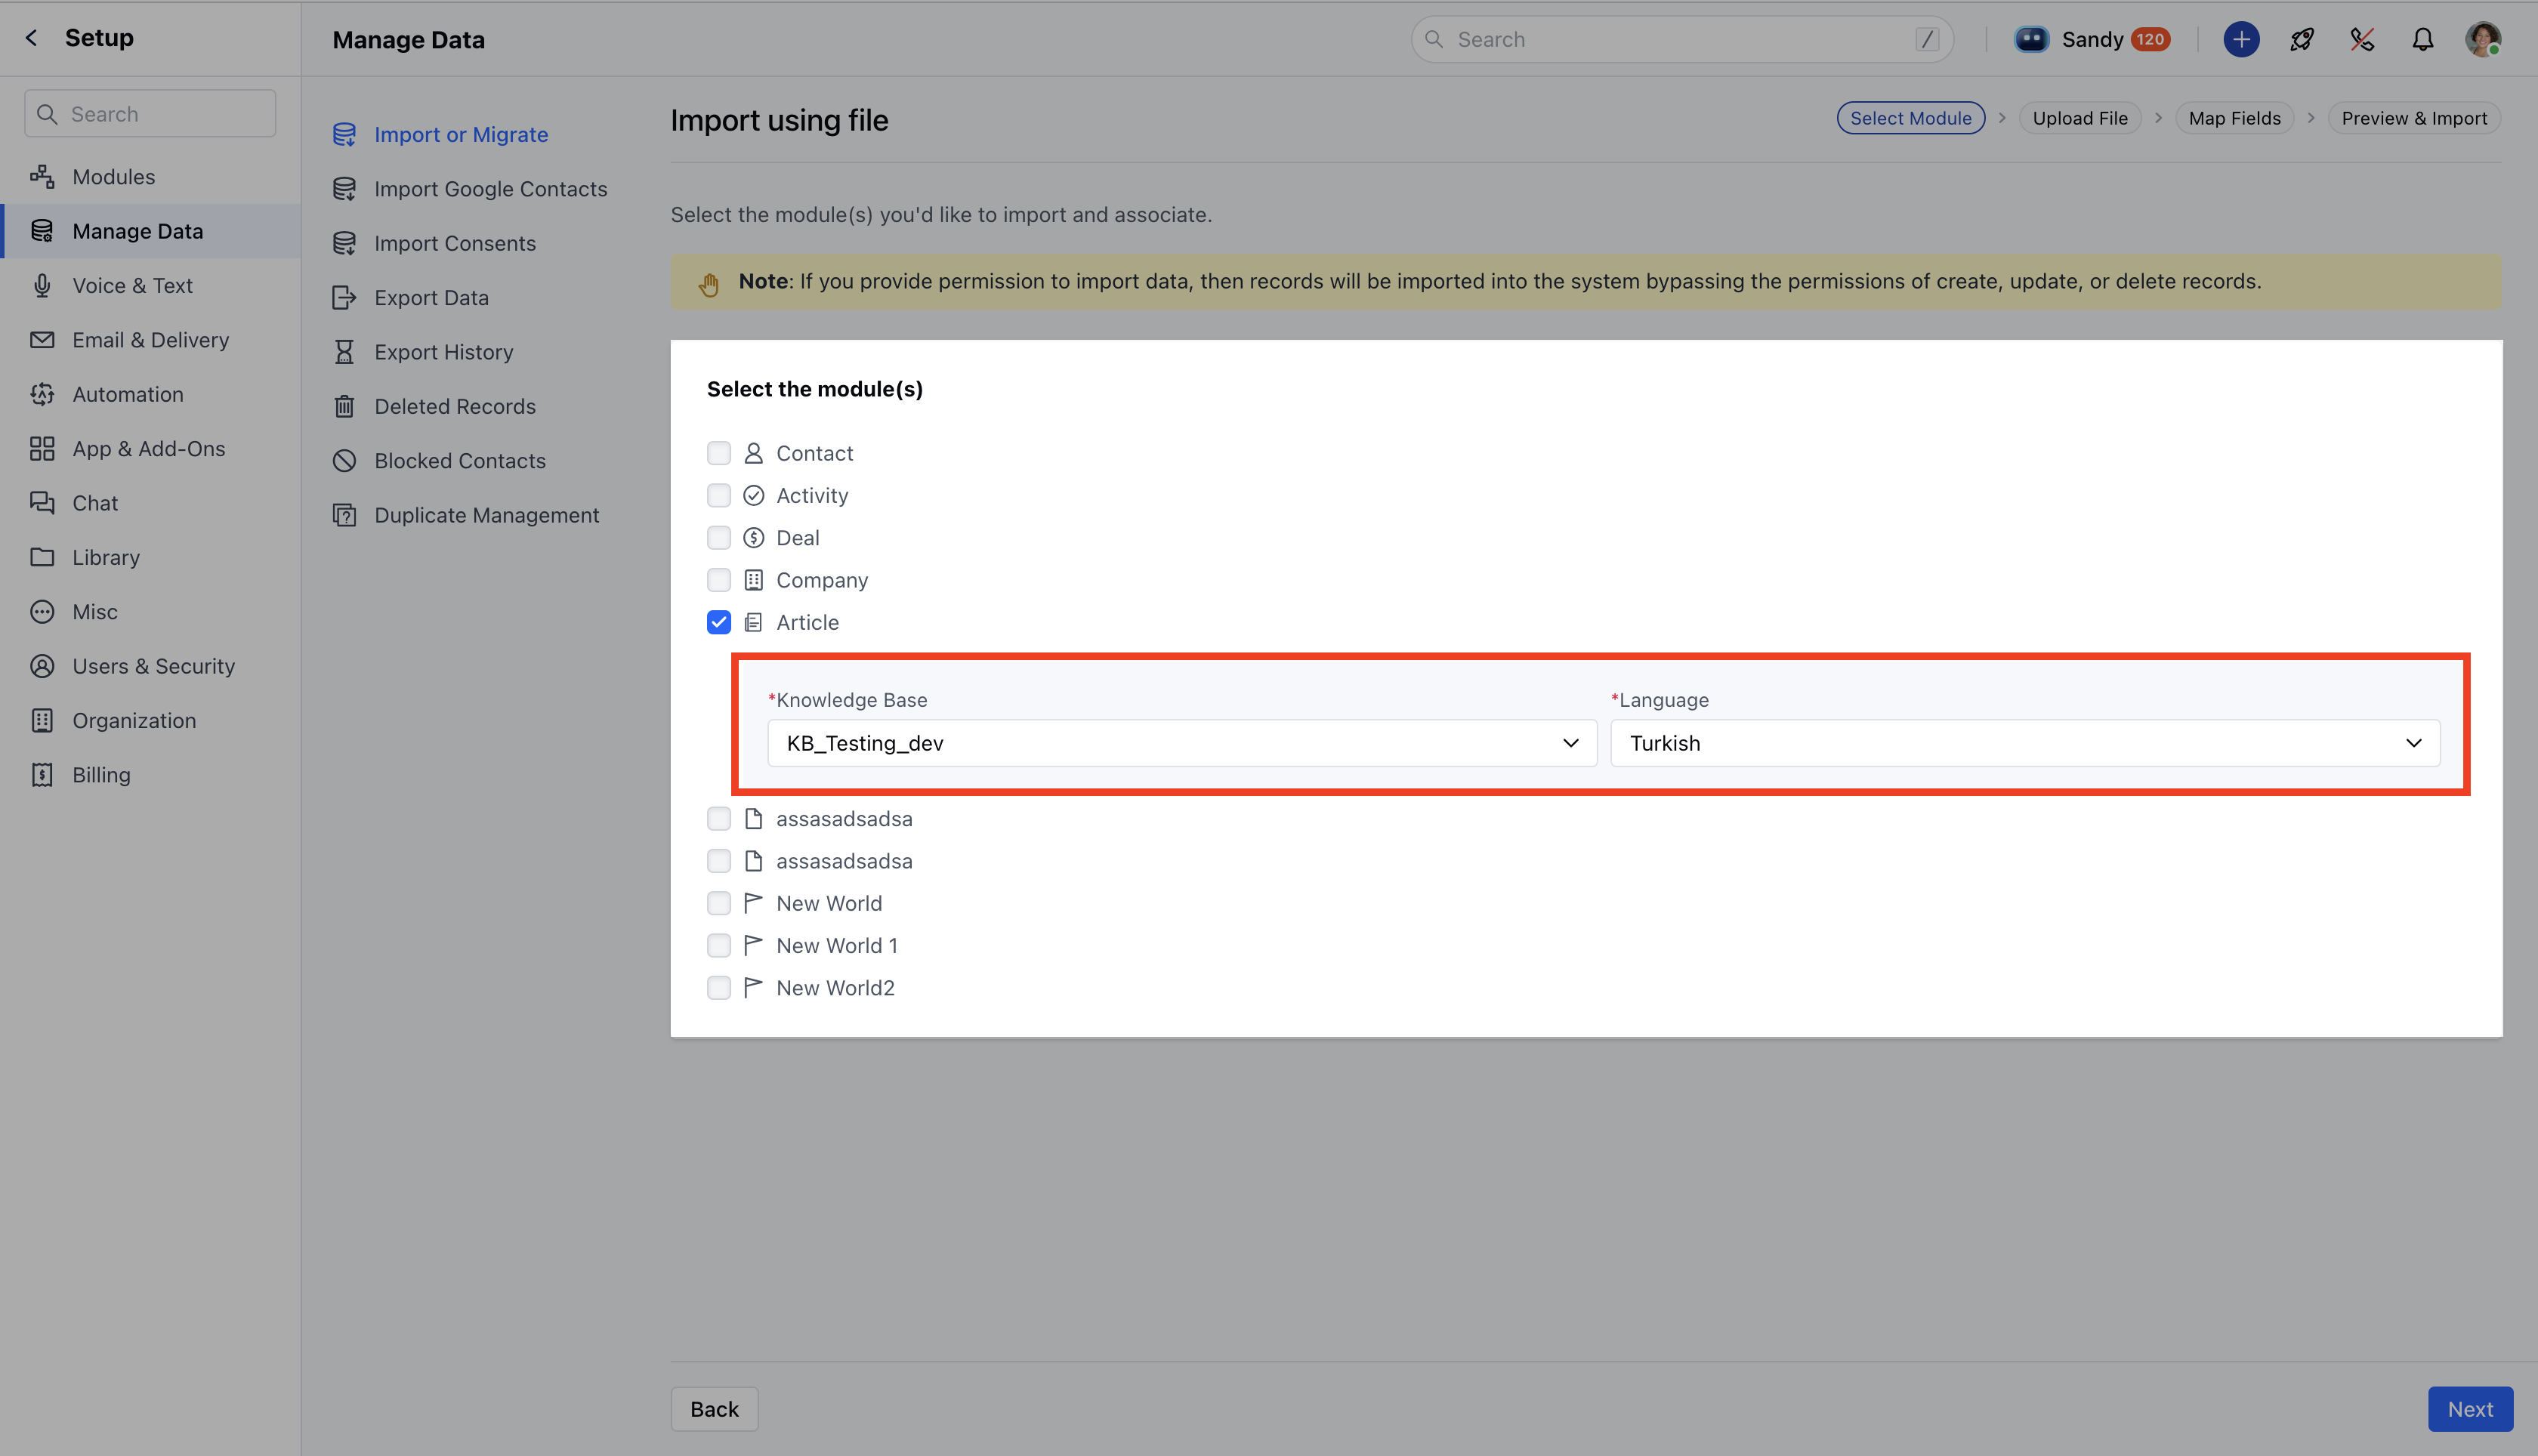 Setup
Manage Data
Search
/
Sandy 120
Search
Modules
Manage Data
Voice & Text
Email & Delivery
Automation
App & Add-Ons
Chat
Library
Misc
Users & Security
Organization
Billing
Import or Migrate
Import Google Contacts
Import Consents
Export Data
Export History
Deleted Records
Blocked Contacts
Duplicate Management
Import using file
Select Module > Upload File > Map Fields > Preview & Import
Select the module(s) you'd like to import and associate.
Note: If you provide permission to import data, then records will be imported into the system bypassing the permissions of create, update, or delete records.
Select the module(s)
Contact
Activity
Deal
Company
Article
*Knowledge Base
KB_Testing_dev
*Language
Turkish
assasadsadsa
assasadsadsa
New World
New World 1
New World2
Back
Next